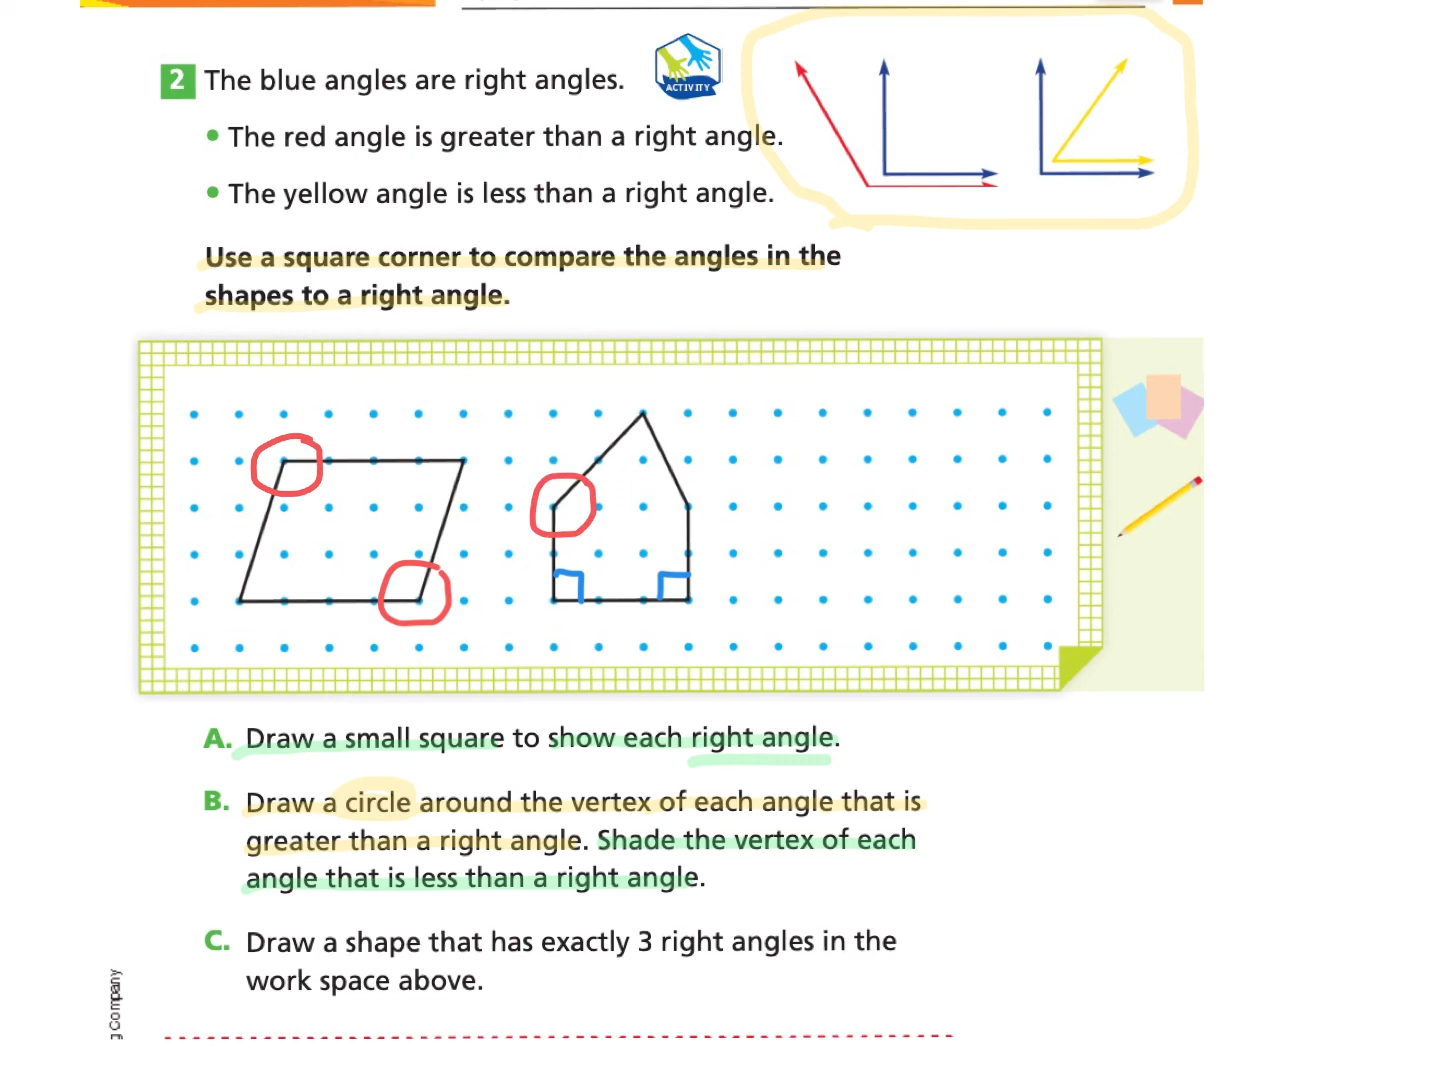 2 The blue angles are right angles.
ACTIVITY
• The red angle is greater than a right angle.
• The yellow angle is less than a right angle.
Use a square corner to compare the angles in the
shapes to a right angle.
A. Draw a small square to show each right angle.
B. Draw a circle around the vertex of each angle that is
greater than a right angle. Shade the vertex of each
angle that is less than a right angle.
C. Draw a shape that has exactly 3 right angles in the
work space above.
Company